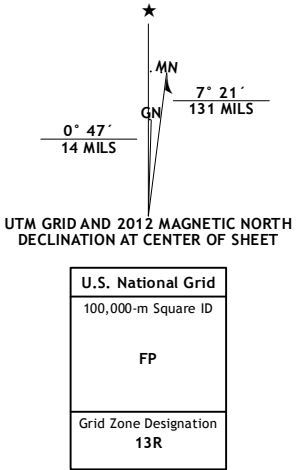 MN
GN
7° 21´
131 MILS
0° 47´
14 MILS
UTM GRID AND 2012 MAGNETIC NORTH
DECLINATION AT CENTER OF SHEET
U.S. National Grid
100,000-m Square ID
FP
Grid Zone Designation
13R